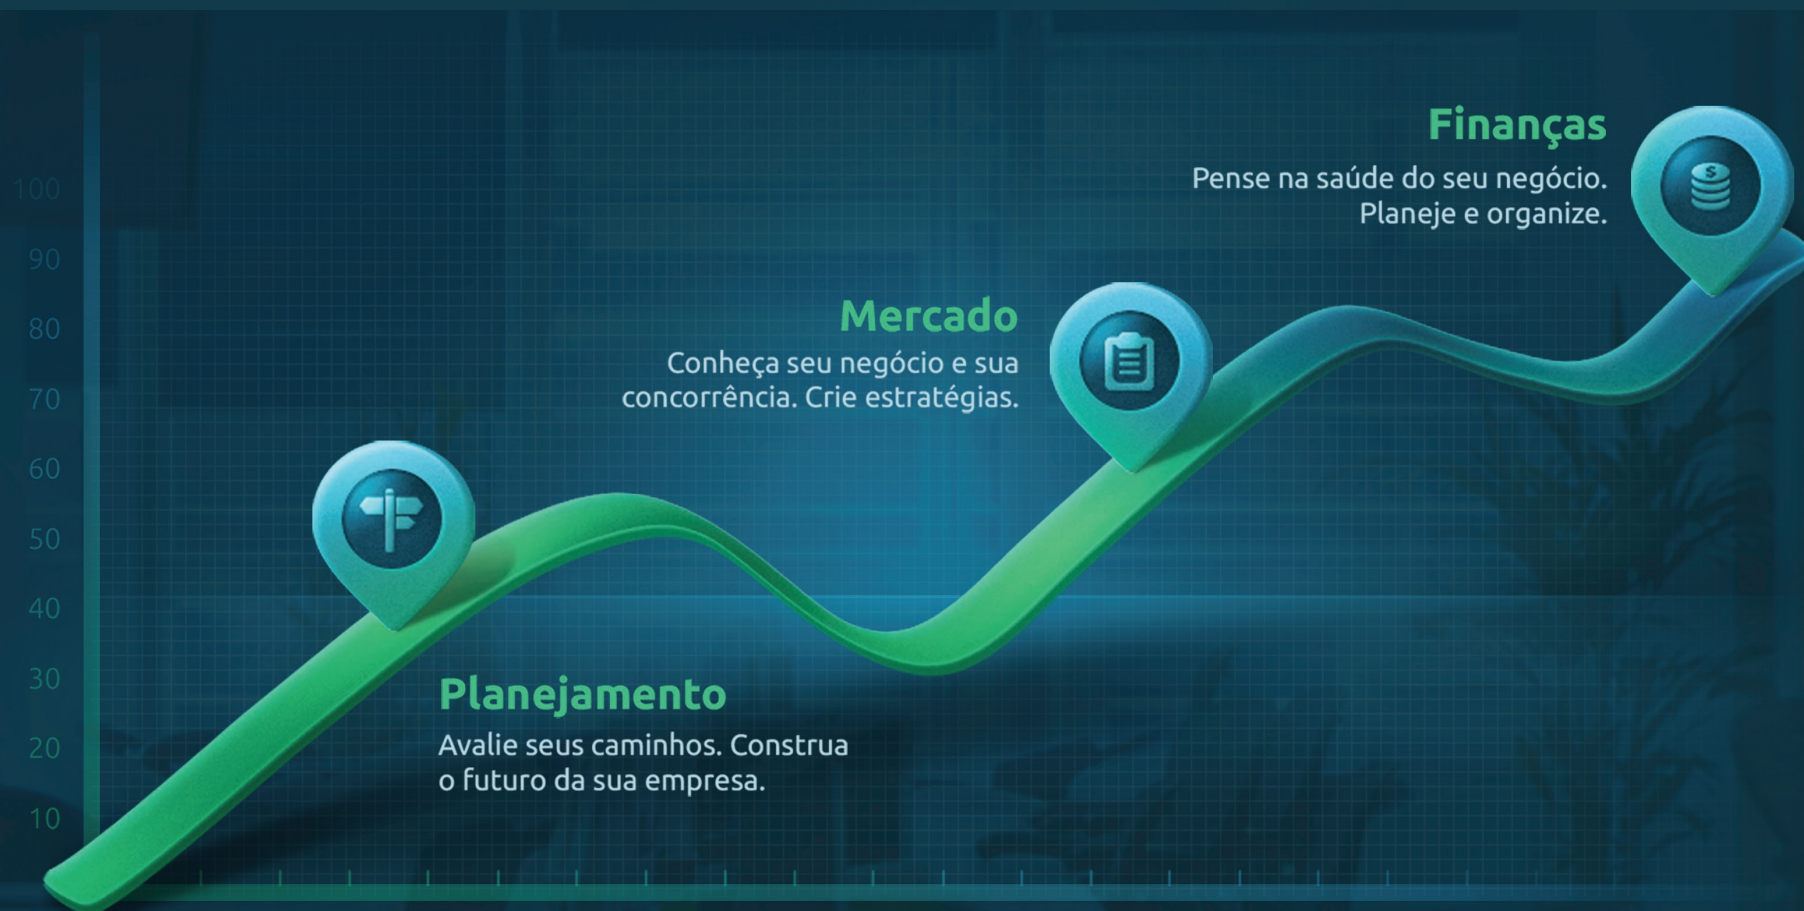 Finanças
Pense na saúde do seu negócio.
Planeje e organize.
100
90
80
70
60
50
40
30
20
10
Mercado
Conheça seu negócio e sua
concorrência. Crie estratégias.
Planejamento
Avalie seus caminhos. Construa
o futuro da sua empresa.
$